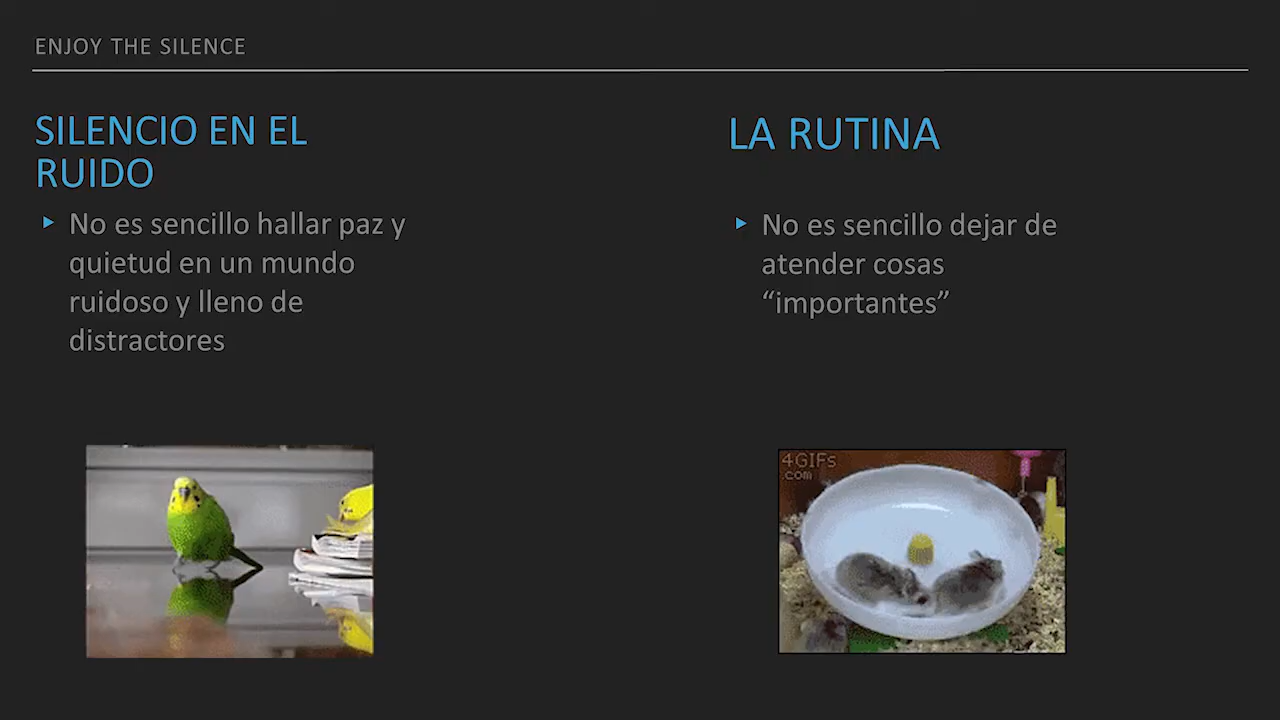 ENJOY THE SILENCE
SILENCIO EN EL
RUIDO
No es sencillo hallar paz y
quietud en un mundo
ruidoso y lleno de
distractores
LA RUTINA
No es sencillo dejar de
atender cosas
“importantes”
4GIFs
.com